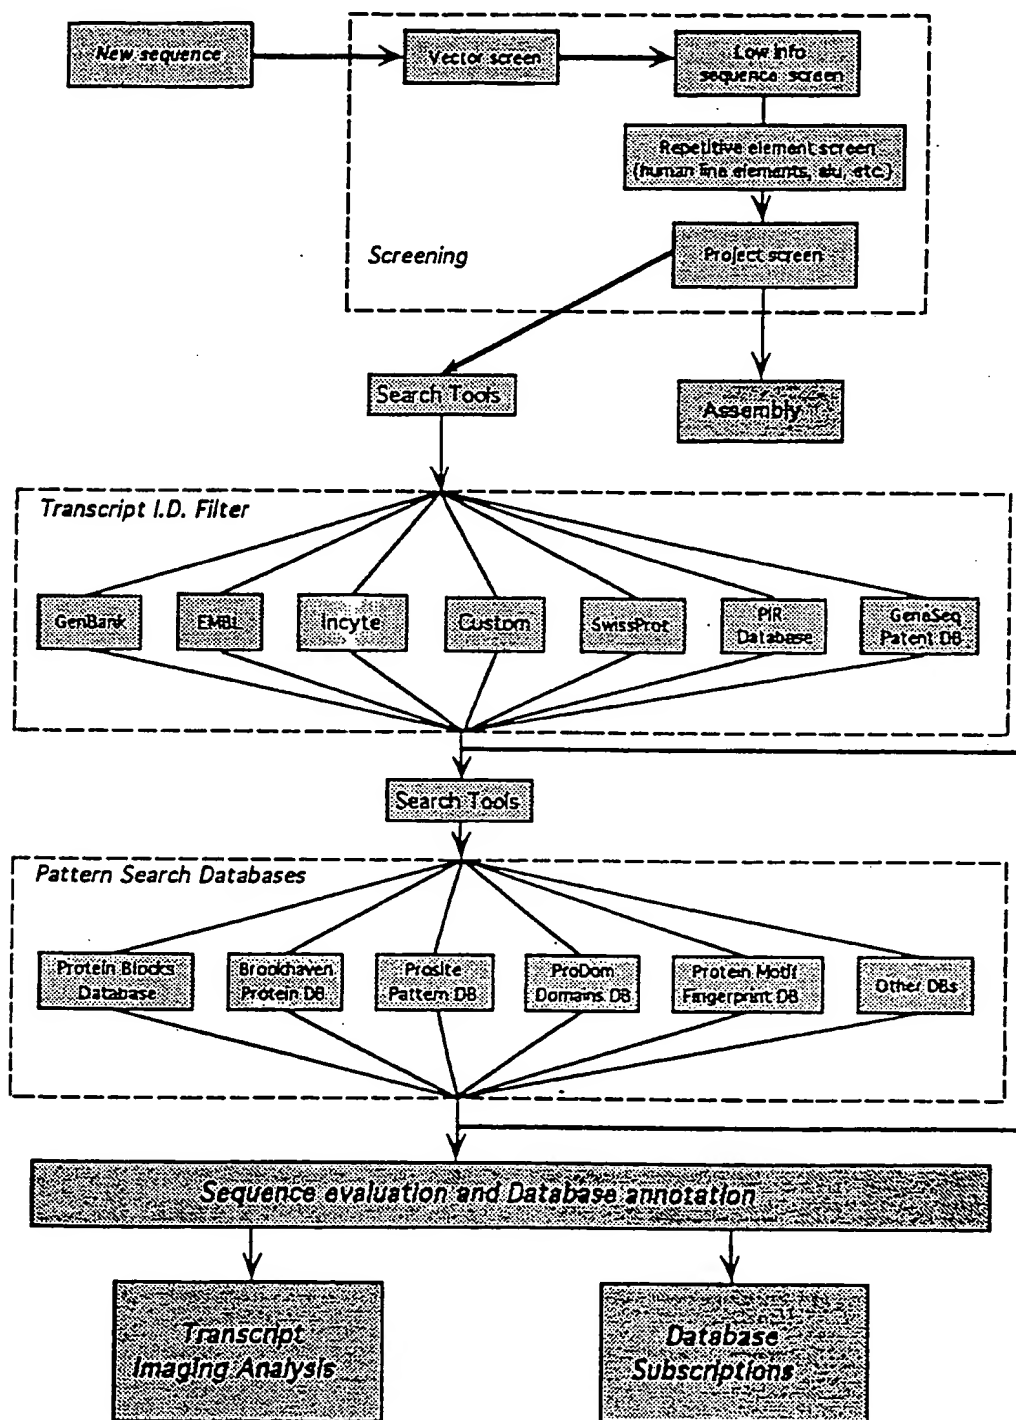 New sequence
Vector screen
Low info
sequence screen
Repetitive element screen
(human line elements, alu, etc.)
Screening
Project screen
Search Tools
Assembly
Transcript I.D. Filter
GenBank
EMBL
Incyte
Custom
SwissProt
PIR
Database
GeneSeq
Patent DB
Search Tools
Pattern Search Databases
Protein Blocks
Database
Brookhaven
Protein DB
Prosite
Pattern DB
ProDom
Domains DB
Protein Motif
Fingerprint DB
Other DBs
Sequence evaluation and Database annotation
Transcript
Imaging Analysis
Database
Subscriptions